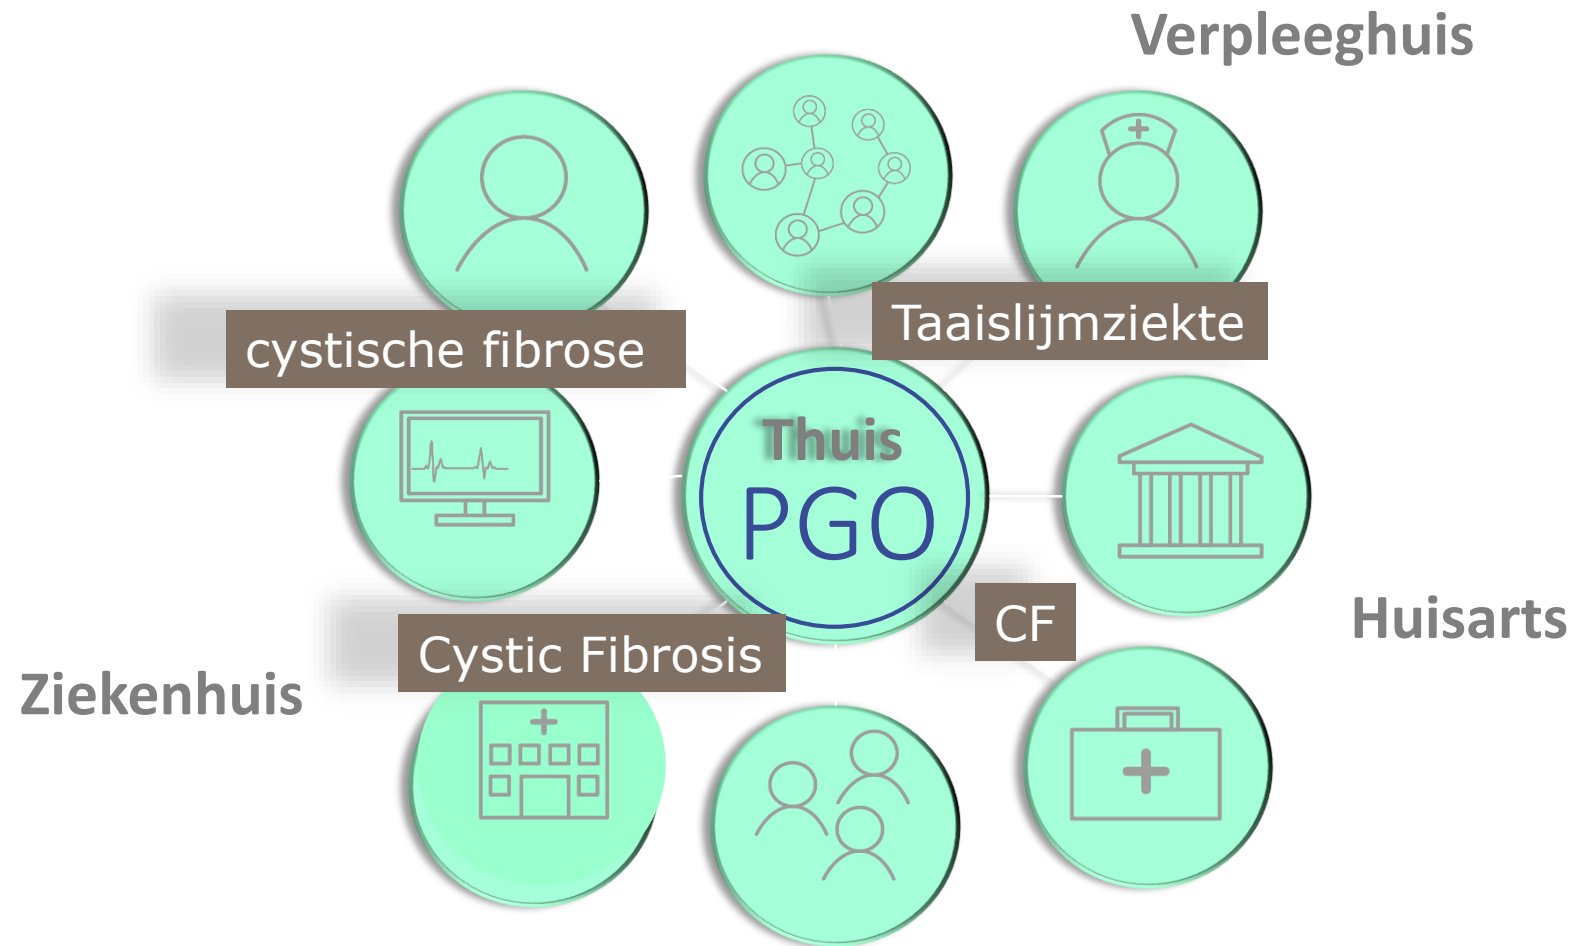 Verpleeghuis
Taaislijmziekte
cystische fibrose
Thuis
PGO
CF
Huisarts
Cystic Fibrosis
Ziekenhuis